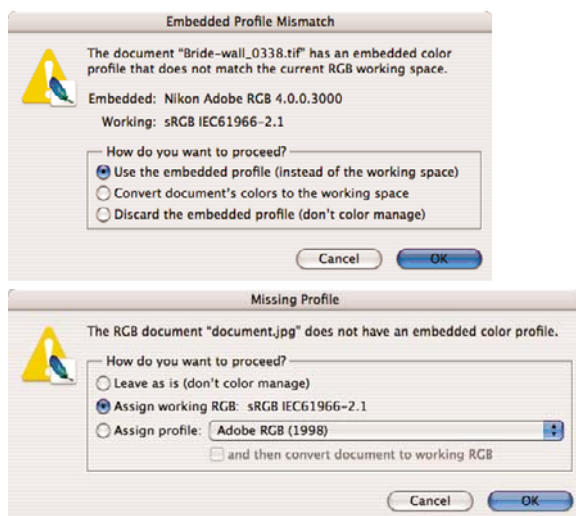 Embedded Profile Mismatch
The document "Bride-wall_0338.tif" has an embedded color
profile that does not match the current RGB working space.
Embedded: Nikon Adobe RGB 4.0.0.3000
Working: sRGB IEC61966-2.1
How do you want to proceed?
Use the embedded profile (instead of the working space)
Convert document's colors to the working space
Discard the embedded profile (don't color manage)
Cancel OK
Missing Profile
The RGB document "document.jpg" does not have an embedded color profile.
How do you want to proceed?
Leave as is (don't color manage)
Assign working RGB: sRGB IEC61966-2.1
Assign profile: Adobe RGB (1998)
and then convert document to working RGB
Cancel OK